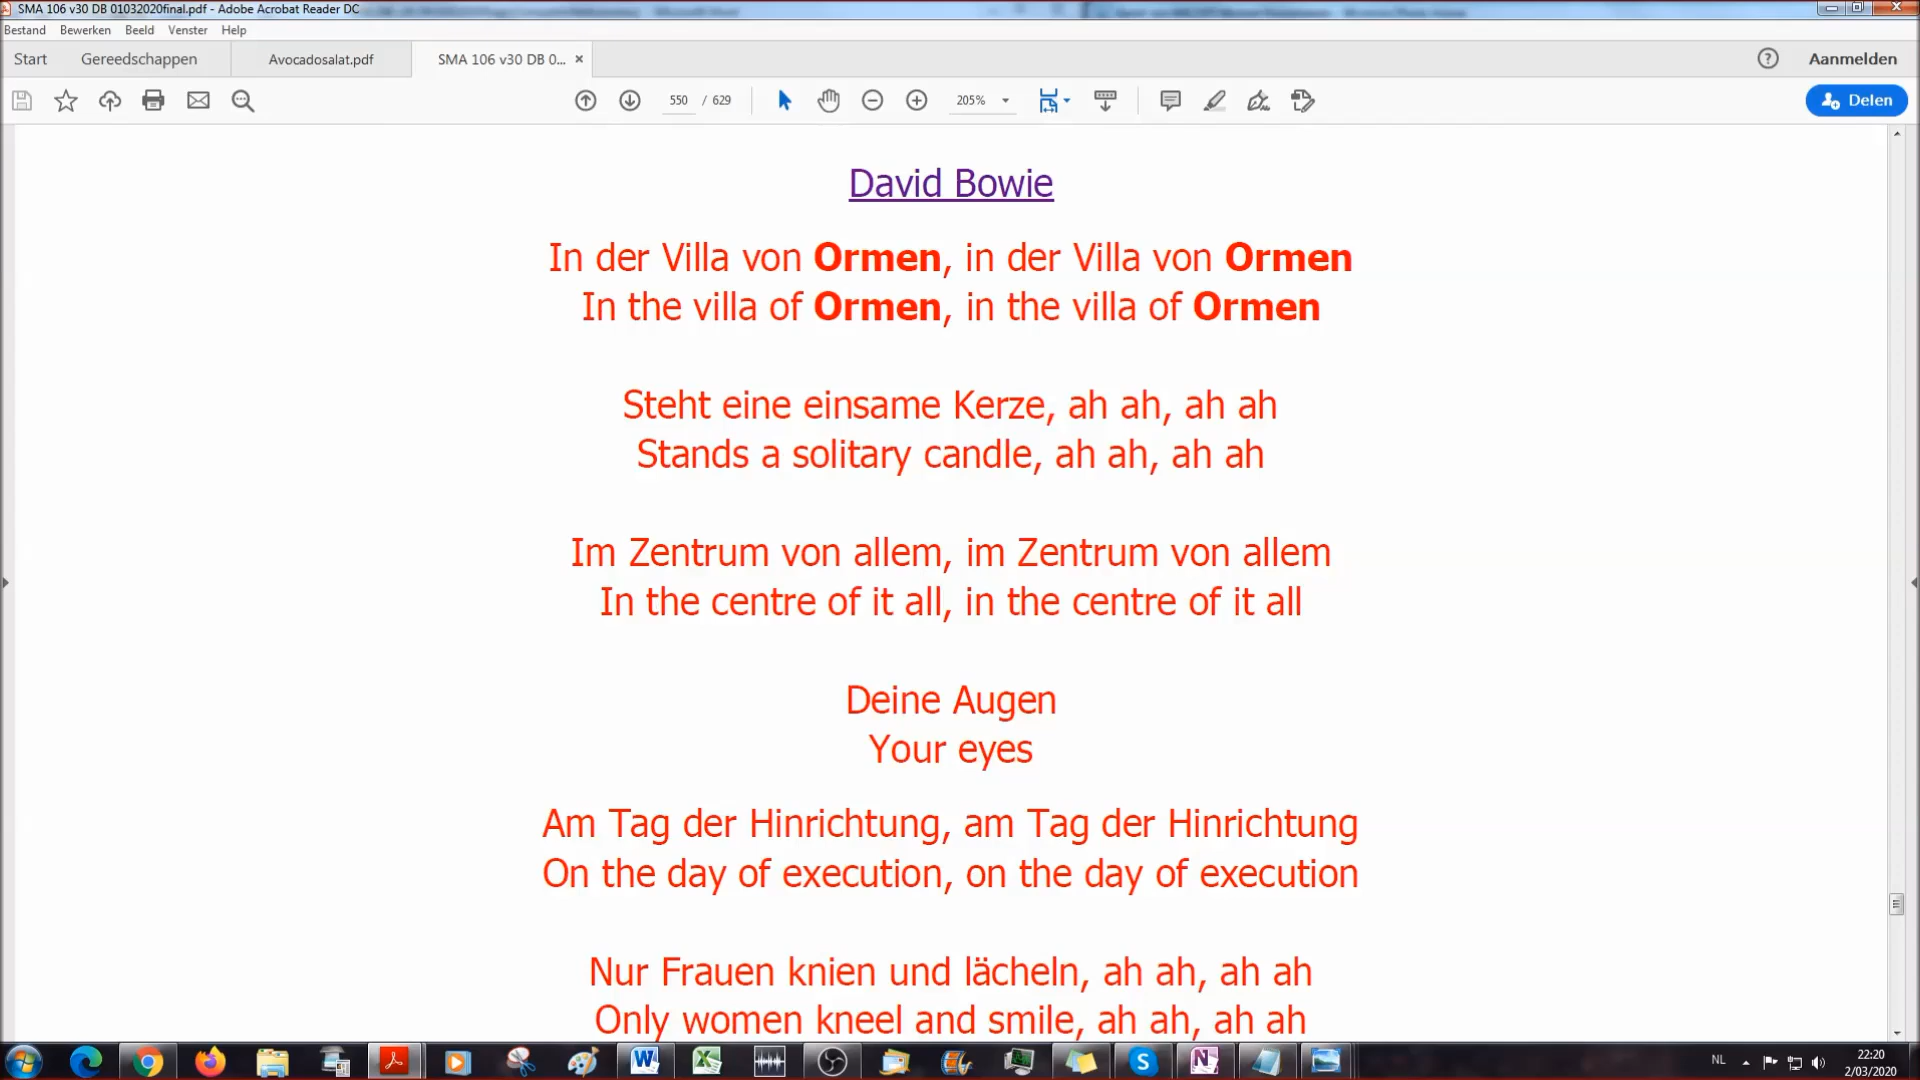 SMA 106 v30 DB 01032020final.pdf - Adobe Acrobat Reader DC
Bestand Bewerken Beeld Venster Help
Start Gereedschappen Avocadosalat.pdf SMA 106 v30 DB 0... Aanmelden
550 / 629 205% Delen
David Bowie
In der Villa von Ormen, in der Villa von Ormen
In the villa of Ormen, in the villa of Ormen
Steht eine einsame Kerze, ah ah, ah ah
Stands a solitary candle, ah ah, ah ah
Im Zentrum von allem, im Zentrum von allem
In the centre of it all, in the centre of it all
Deine Augen
Your eyes
Am Tag der Hinrichtung, am Tag der Hinrichtung
On the day of execution, on the day of execution
Nur Frauen knien und lächeln, ah ah, ah ah
Only women kneel and smile, ah ah, ah ah
NL 22:20
2/03/2020